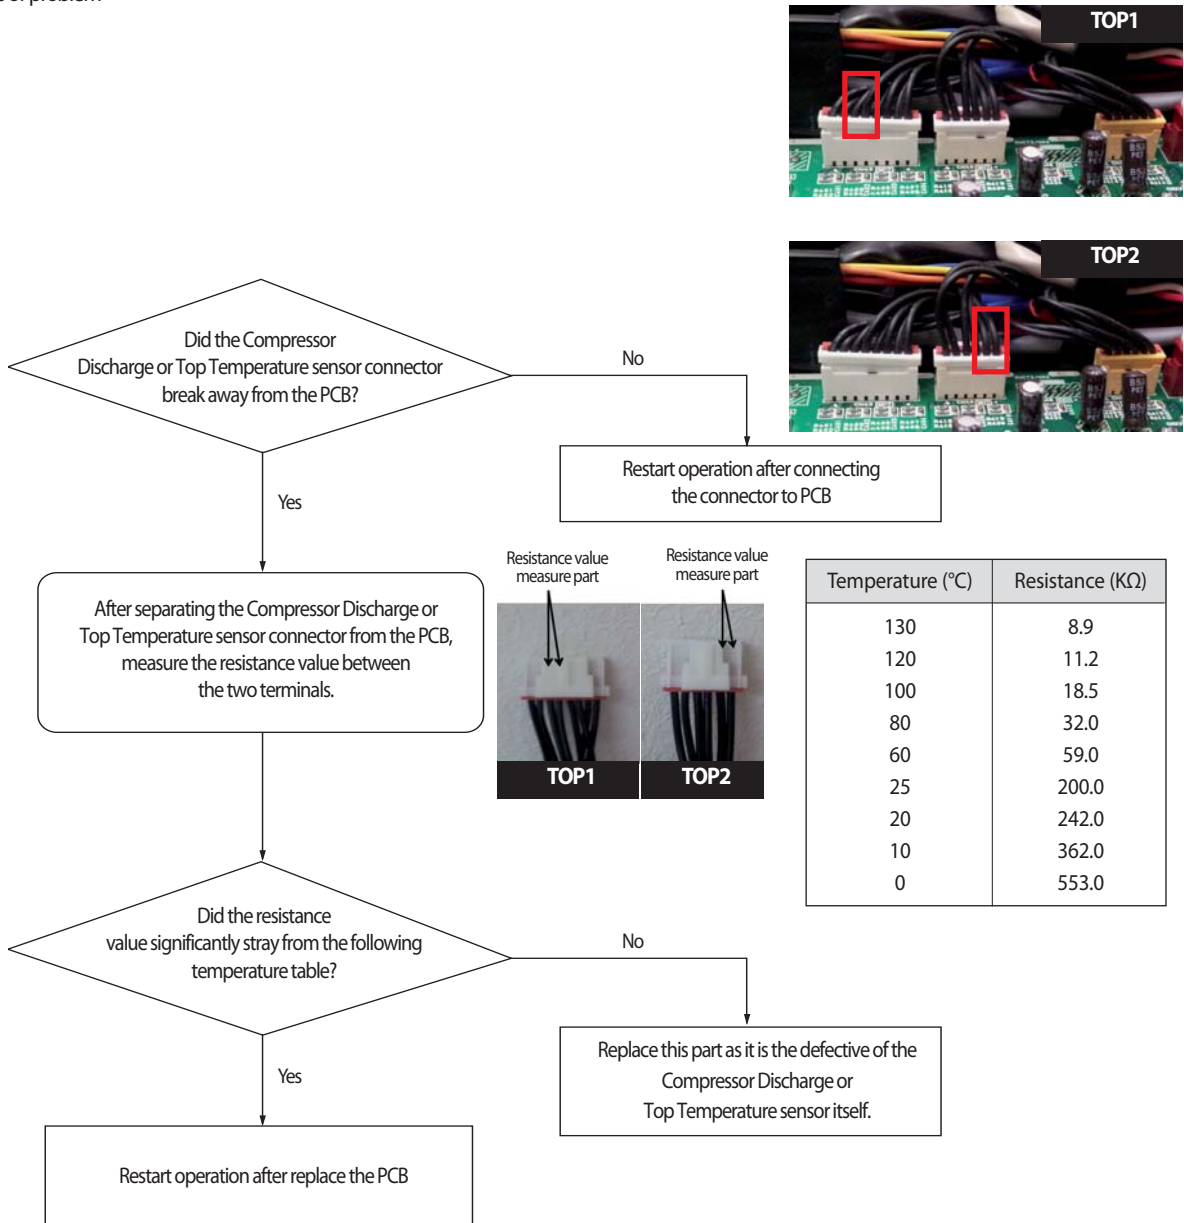 TOP1
TOP2
Did the Compressor
Discharge or Top Temperature sensor connector
break away from the PCB?
No
Restart operation after connecting
the connector to PCB
Yes
After separating the Compressor Discharge or
Top Temperature sensor connector from the PCB,
measure the resistance value between
the two terminals.
Resistance value
measure part
Resistance value
measure part
TOP1
TOP2
Temperature (°C) Resistance (KΩ)
130 8.9
120 11.2
100 18.5
80 32.0
60 59.0
25 200.0
20 242.0
10 362.0
0 553.0
Did the resistance
value significantly stray from the following
temperature table?
No
Replace this part as it is the defective of the
Compressor Discharge or
Top Temperature sensor itself.
Yes
Restart operation after replace the PCB